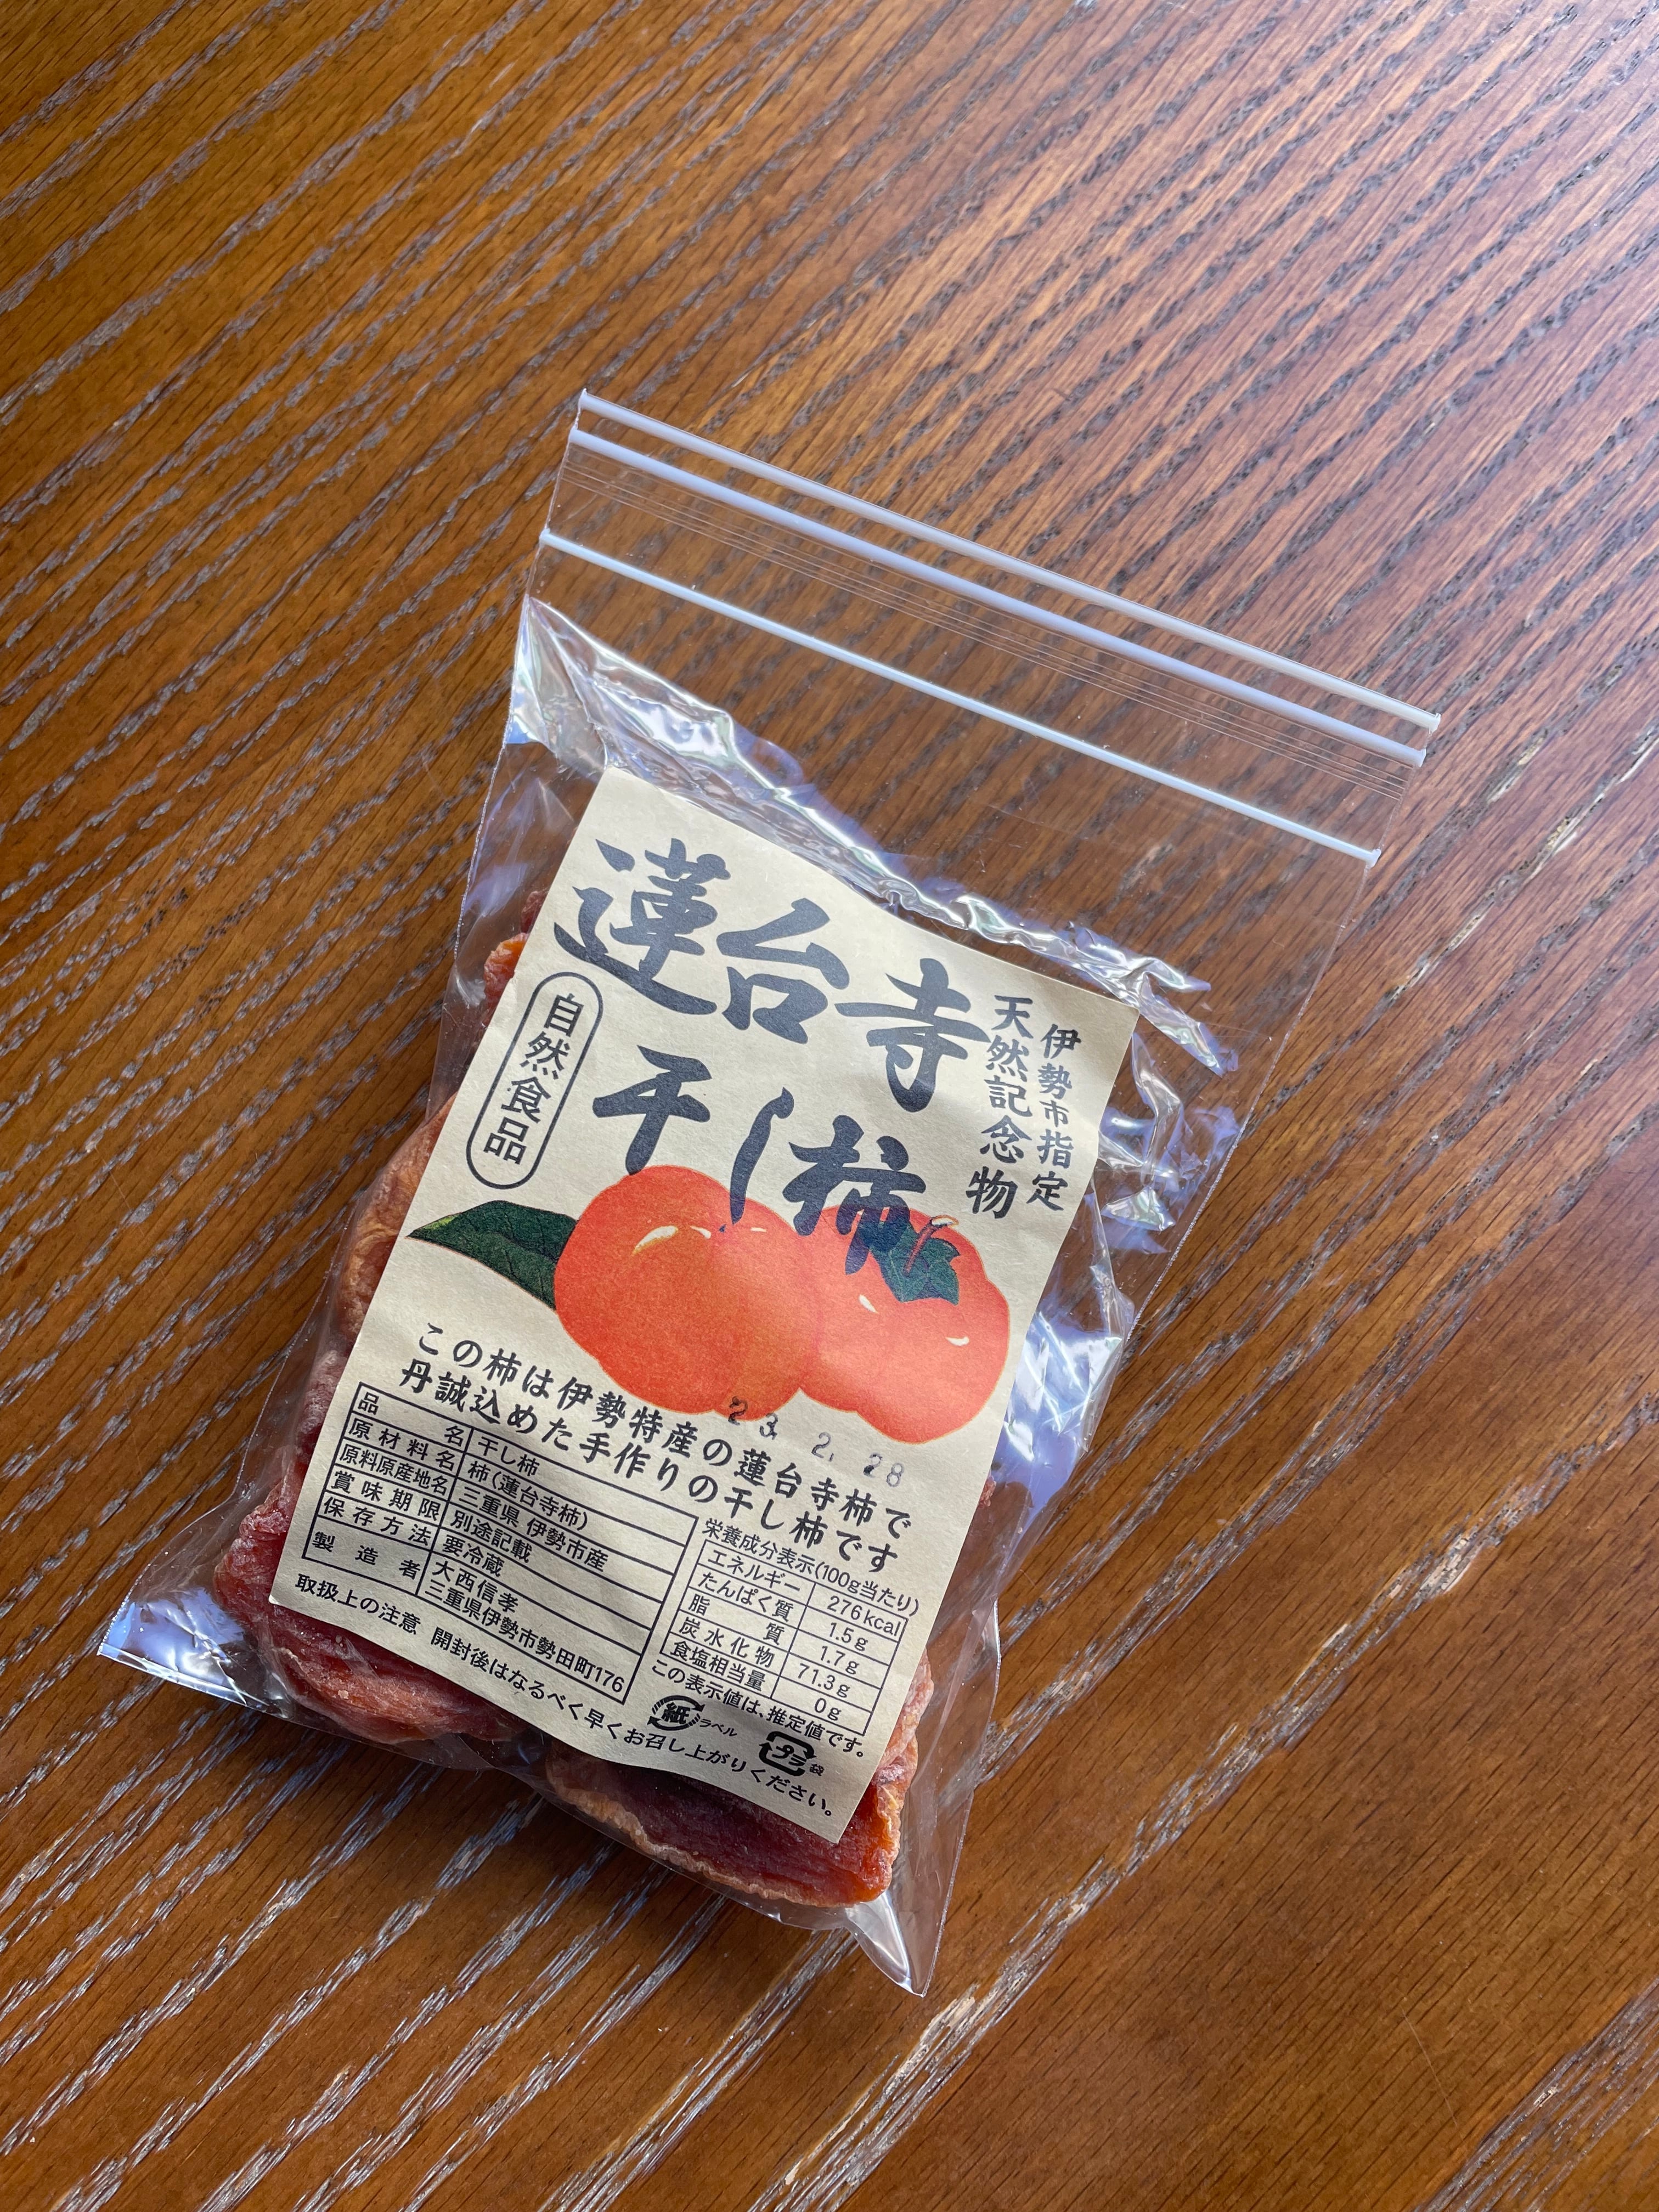 蓮台寺
干し柿
伊勢市指定
天然記念物
自然食品
23. 2. 28
この柿は伊勢特産の蓮台寺柿で
丹誠込めた手作りの干し柿です
品名 干し柿
原材料名 柿(蓮台寺柿)
原料原産地名 三重県 伊勢市産
賞味期限 別途記載
保存方法 要冷蔵
製造者 大西信孝
三重県伊勢市勢田町176
栄養成分表示(100g当たり)
エネルギー 276kcal
たんぱく質 1.5g
脂質 1.7g
炭水化物 71.3g
食塩相当量 0g
この表示値は、推定値です。
紙 ラベル
プラ 袋
取扱上の注意 開封後はなるべく早くお召し上がりください。